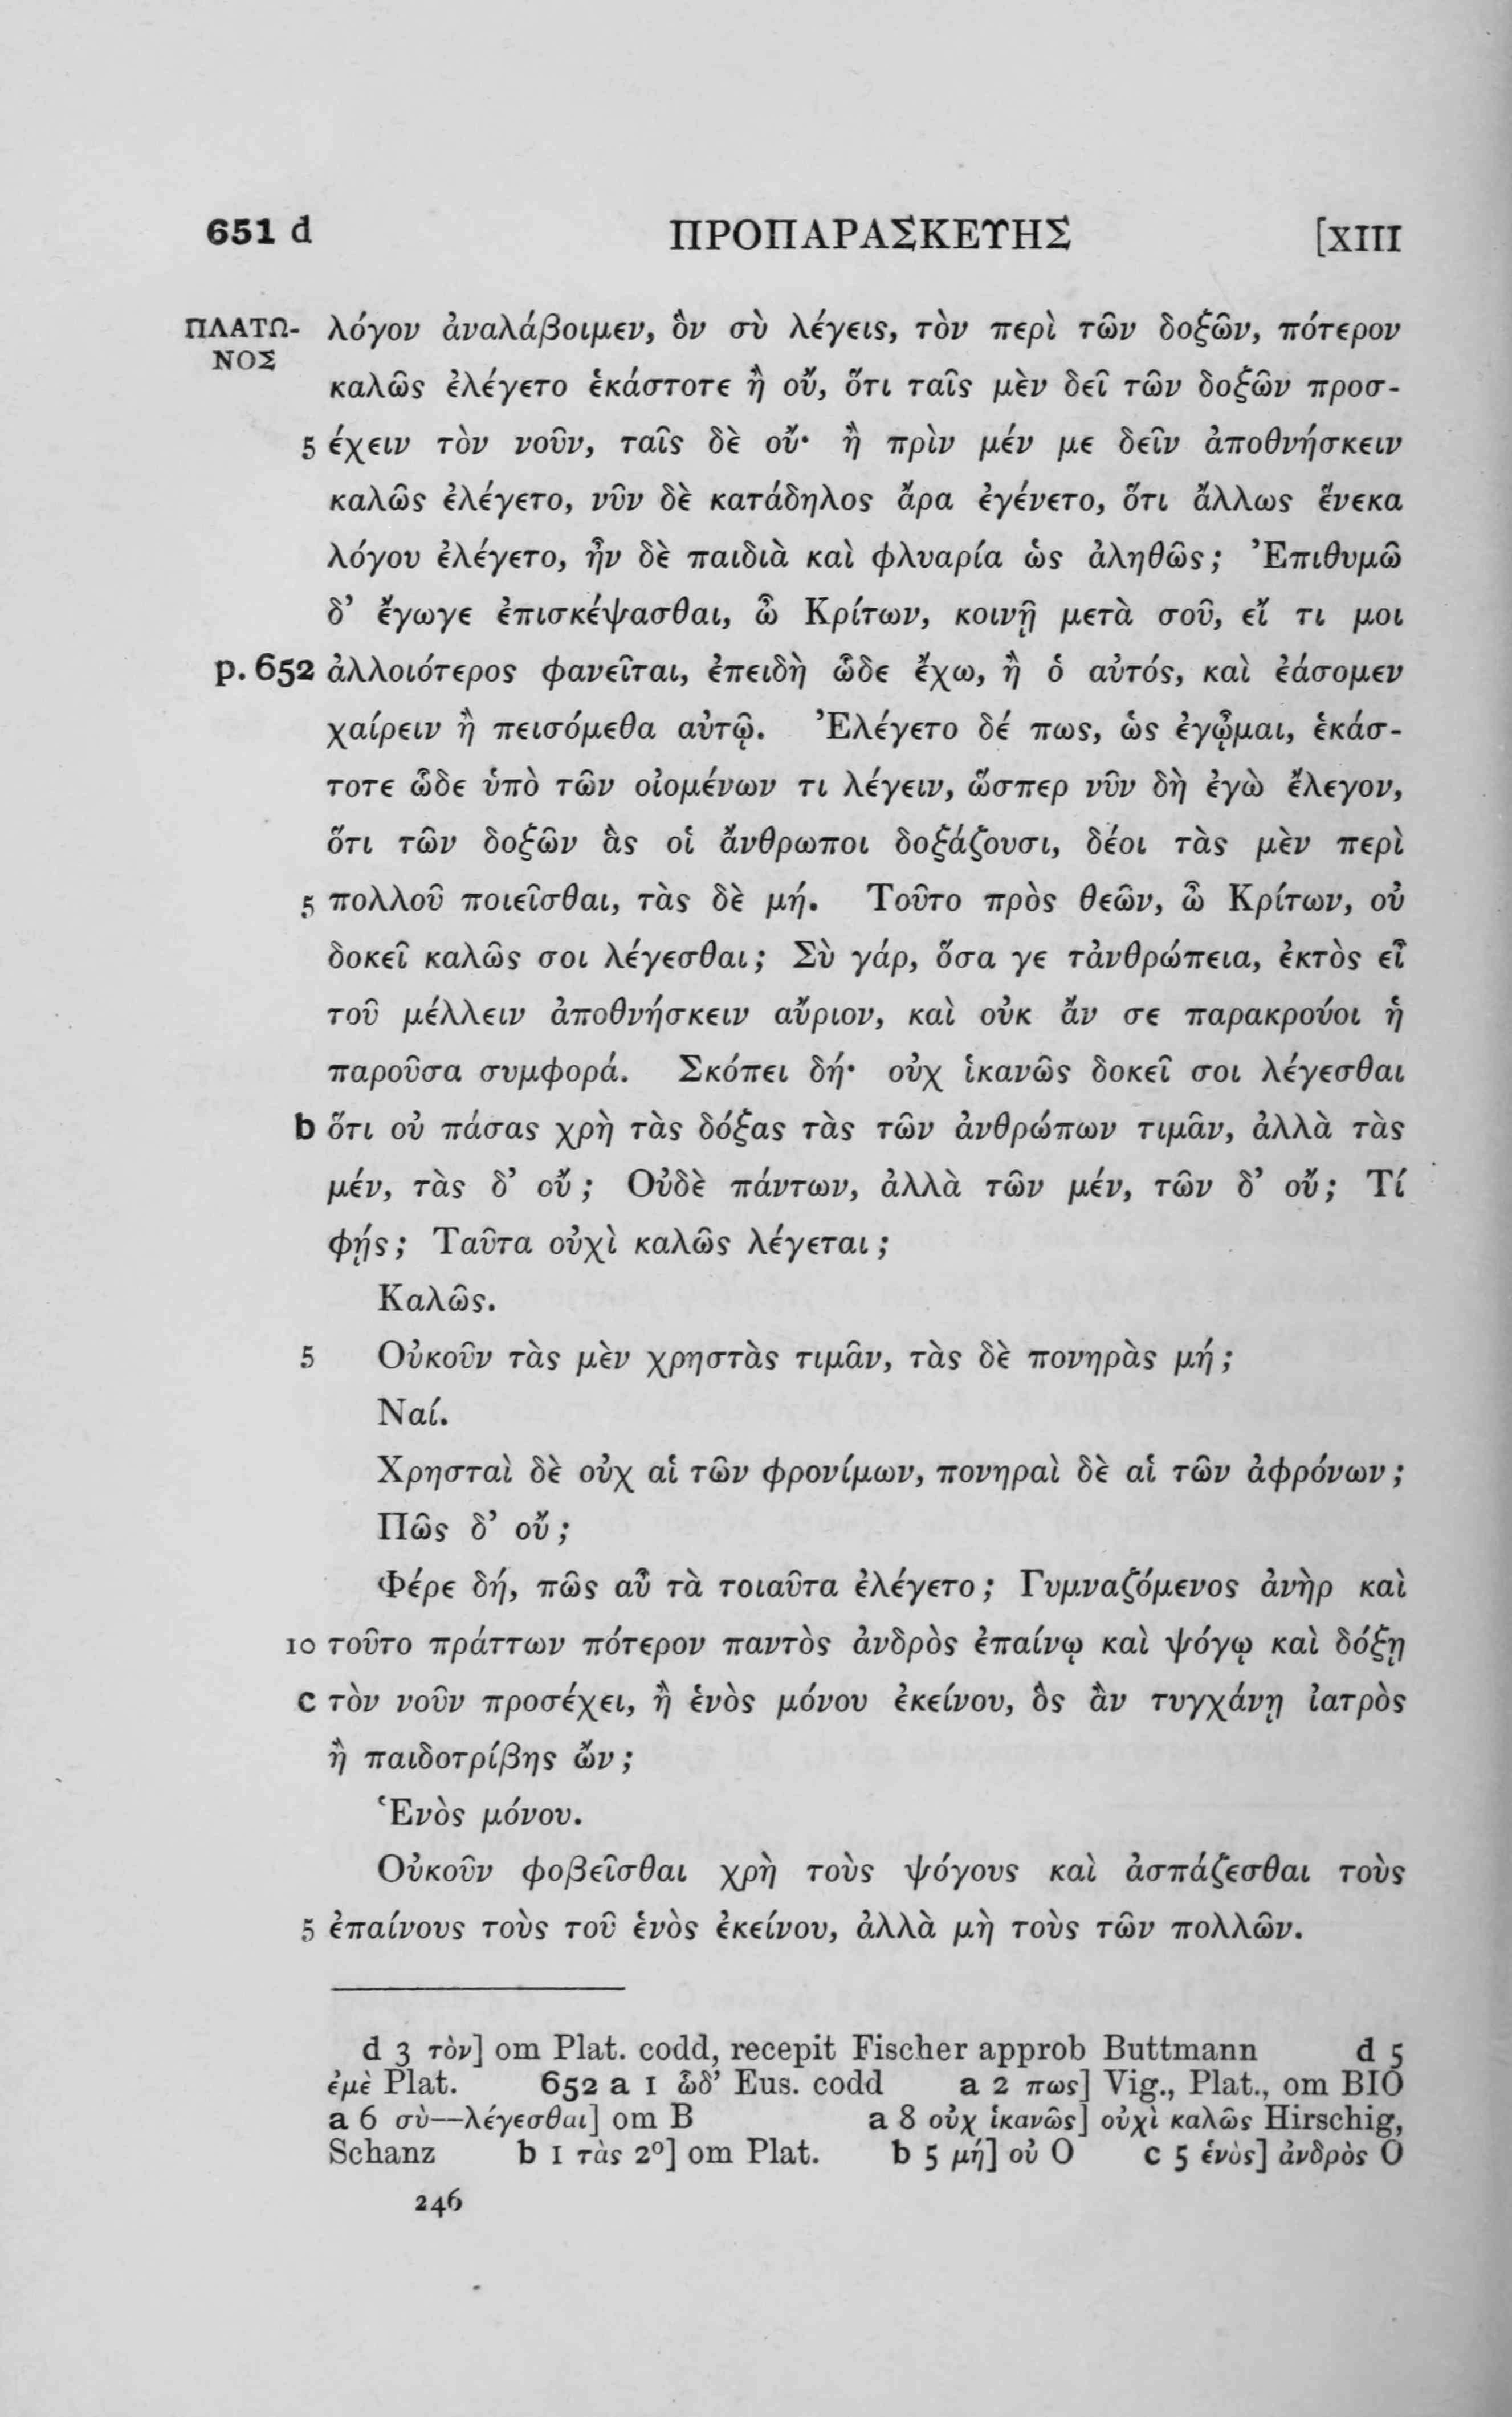 651 d ΠΡΟΠΑΡΑΣΚΕΥΗΣ [XIII
ΠΛΑΤΩ- λόγον ἀναλάβοιμεν, ὃν σὺ λέγεις, τὸν περὶ τῶν δοξῶν, πότερον
ΝΟΣ
καλῶς ἐλέγετο ἑκάστοτε ἢ οὔ, ὅτι ταῖς μὲν δεῖ τῶν δοξῶν προσ-
5 έχειν τὸν νοῦν, ταῖς δὲ οὔ· ἢ πρὶν μέν με δεῖν ἀποθνήσκειν
καλῶς ἐλέγετο, νῦν δὲ κατάδηλος ἄρα ἐγένετο, ὅτι ἄλλως ἕνεκα
λόγου ἐλέγετο, ἦν δὲ παιδιὰ καὶ φλυαρία ὡς ἀληθῶς; Ἐπιθυμῶ
δ’ ἔγωγε ἐπισκέψασθαι, ὦ Κρίτων, κοινῇ μετὰ σοῦ, εἴ τι μοι
p. 652 ἀλλοιότερος φανεῖται, ἐπειδὴ ὧδε ἔχω, ἢ ὁ αὐτός, καὶ ἐάσομεν
χαίρειν ἢ πεισόμεθα αὐτῷ. Ἐλέγετο δέ πως, ὡς ἐγᾦμαι, ἑκάσ-
τοτε ὧδε ὑπὸ τῶν οἰομένων τι λέγειν, ὥσπερ νῦν δὴ ἐγὼ ἔλεγον,
ὅτι τῶν δοξῶν ἃς οἱ ἄνθρωποι δοξάζουσι, δέοι τὰς μὲν περὶ
5 πολλοῦ ποιεῖσθαι, τὰς δὲ μή. Τοῦτο πρὸς θεῶν, ὦ Κρίτων, οὐ
δοκεῖ καλῶς σοι λέγεσθαι; Σὺ γάρ, ὅσα γε τἀνθρώπεια, ἐκτὸς εἶ
τοῦ μέλλειν ἀποθνήσκειν αὔριον, καὶ οὐκ ἄν σε παρακρούοι ἡ
παροῦσα συμφορά. Σκόπει δή· οὐχ ἱκανῶς δοκεῖ σοι λέγεσθαι
b ὅτι οὐ πάσας χρὴ τὰς δόξας τὰς τῶν ἀνθρώπων τιμᾶν, ἀλλὰ τὰς
μέν, τὰς δ’ οὔ; Οὐδὲ πάντων, ἀλλὰ τῶν μέν, τῶν δ’ οὔ; Τί
φῄς; Ταῦτα οὐχὶ καλῶς λέγεται;
Καλῶς.
5 Οὐκοῦν τὰς μὲν χρηστὰς τιμᾶν, τὰς δὲ πονηρὰς μή;
Ναί.
Χρησταὶ δὲ οὐχ αἱ τῶν φρονίμων, πονηραὶ δὲ αἱ τῶν ἀφρόνων;
Πῶς δ’ οὔ;
Φέρε δή, πῶς αὖ τὰ τοιαῦτα ἐλέγετο; Γυμναζόμενος ἀνὴρ καὶ
10 τοῦτο πράττων πότερον παντὸς ἀνδρὸς ἐπαίνῳ καὶ ψόγῳ καὶ δόξῃ
c τὸν νοῦν προσέχει, ἢ ἑνὸς μόνου ἐκείνου, ὃς ἂν τυγχάνῃ ἰατρὸς
ἢ παιδοτρίβης ὤν;
Ἑνὸς μόνου.
Οὐκοῦν φοβεῖσθαι χρὴ τοὺς ψόγους καὶ ἀσπάζεσθαι τοὺς
5 ἐπαίνους τοὺς τοῦ ἑνὸς ἐκείνου, ἀλλὰ μὴ τοὺς τῶν πολλῶν.
d 3 τὸν] om Plat. codd, recepit Fischer approb Buttmann d 5
ἐμὲ Plat. 652 a 1 ὧδ’ Eus. codd a 2 πως] Vig., Plat., om BIO
a 6 σὺ—λέγεσθαι] om B a 8 οὐχ ἱκανῶς] οὐχὶ καλῶς Hirschig,
Schanz b 1 τὰς 2º] om Plat. b 5 μή] οὐ O c 5 ἑνὸς] ἀνδρὸς O
246